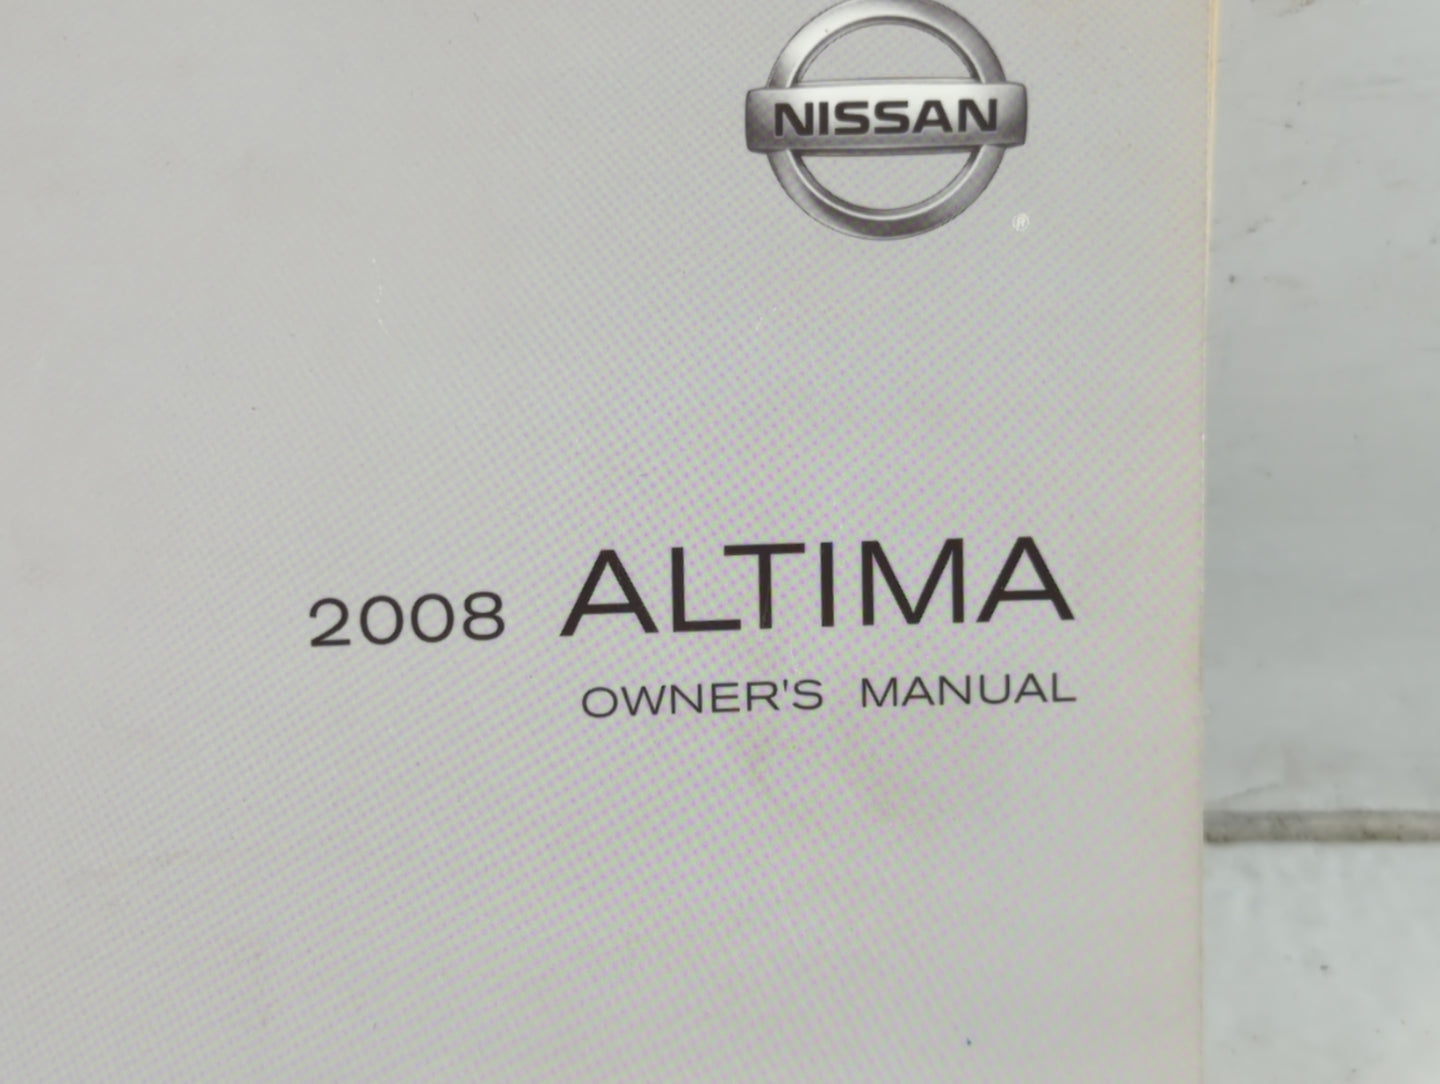 NISSAN
®
2008 ALTIMA
OWNER'S MANUAL